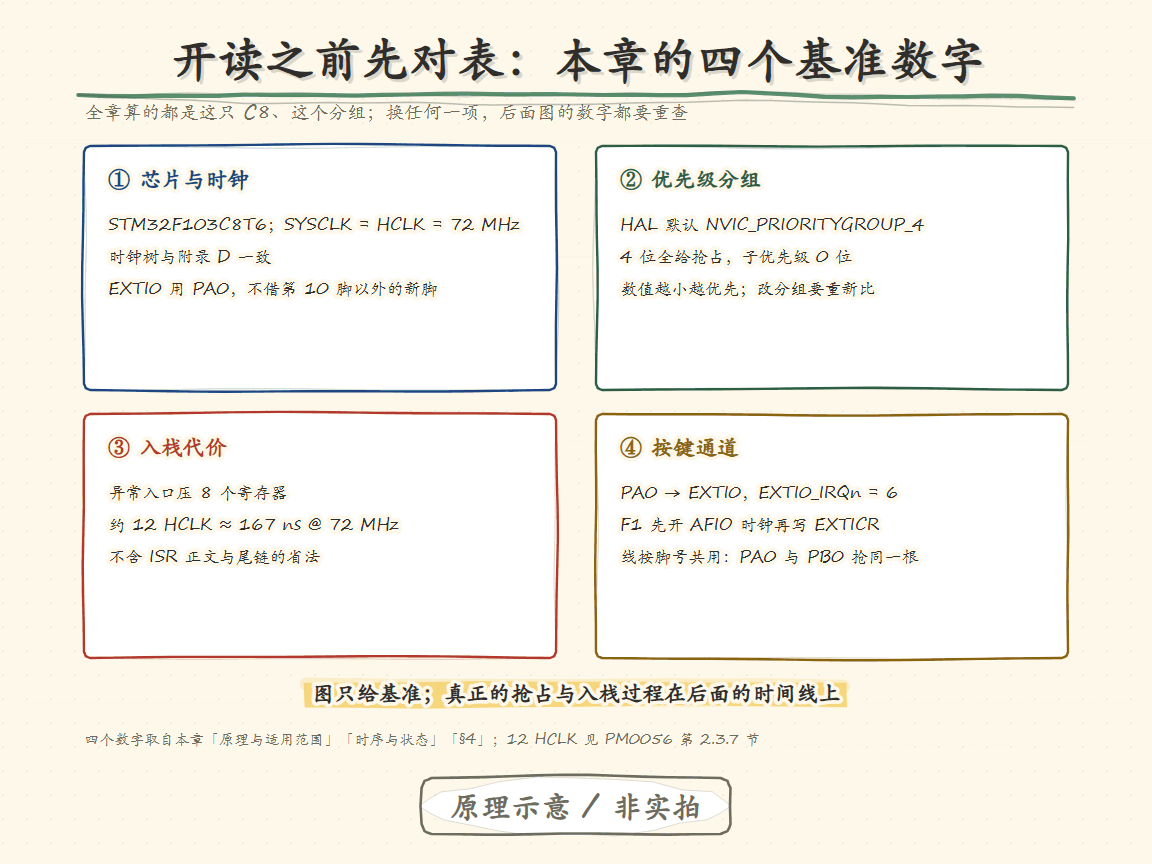 开读之前先对表：本章的四个基准数字
全章算的都是这只 C8、这个分组；换任何一项，后面图的数字都要重查
① 芯片与时钟
STM32F103C8T6；SYSCLK = HCLK = 72 MHz
时钟树与附录 D 一致
EXTI0 用 PA0，不借第 10 脚以外的新脚
② 优先级分组
HAL 默认 NVIC_PRIORITYGROUP_4
4 位全给抢占，子优先级 0 位
数值越小越优先；改分组要重新比
③ 入栈代价
异常入口压 8 个寄存器
约 12 HCLK ≈ 167 ns @ 72 MHz
不含 ISR 正文与尾链的省法
④ 按键通道
PA0 → EXTI0，EXTI0_IRQn = 6
F1 先开 AFIO 时钟再写 EXTICR
线按脚号共用：PA0 与 PB0 抢同一根
图只给基准；真正的抢占与入栈过程在后面的时间线上
四个数字取自本章「原理与适用范围」「时序与状态」「§4」；12 HCLK 见 PM0056 第 2.3.7 节
原理示意 / 非实拍